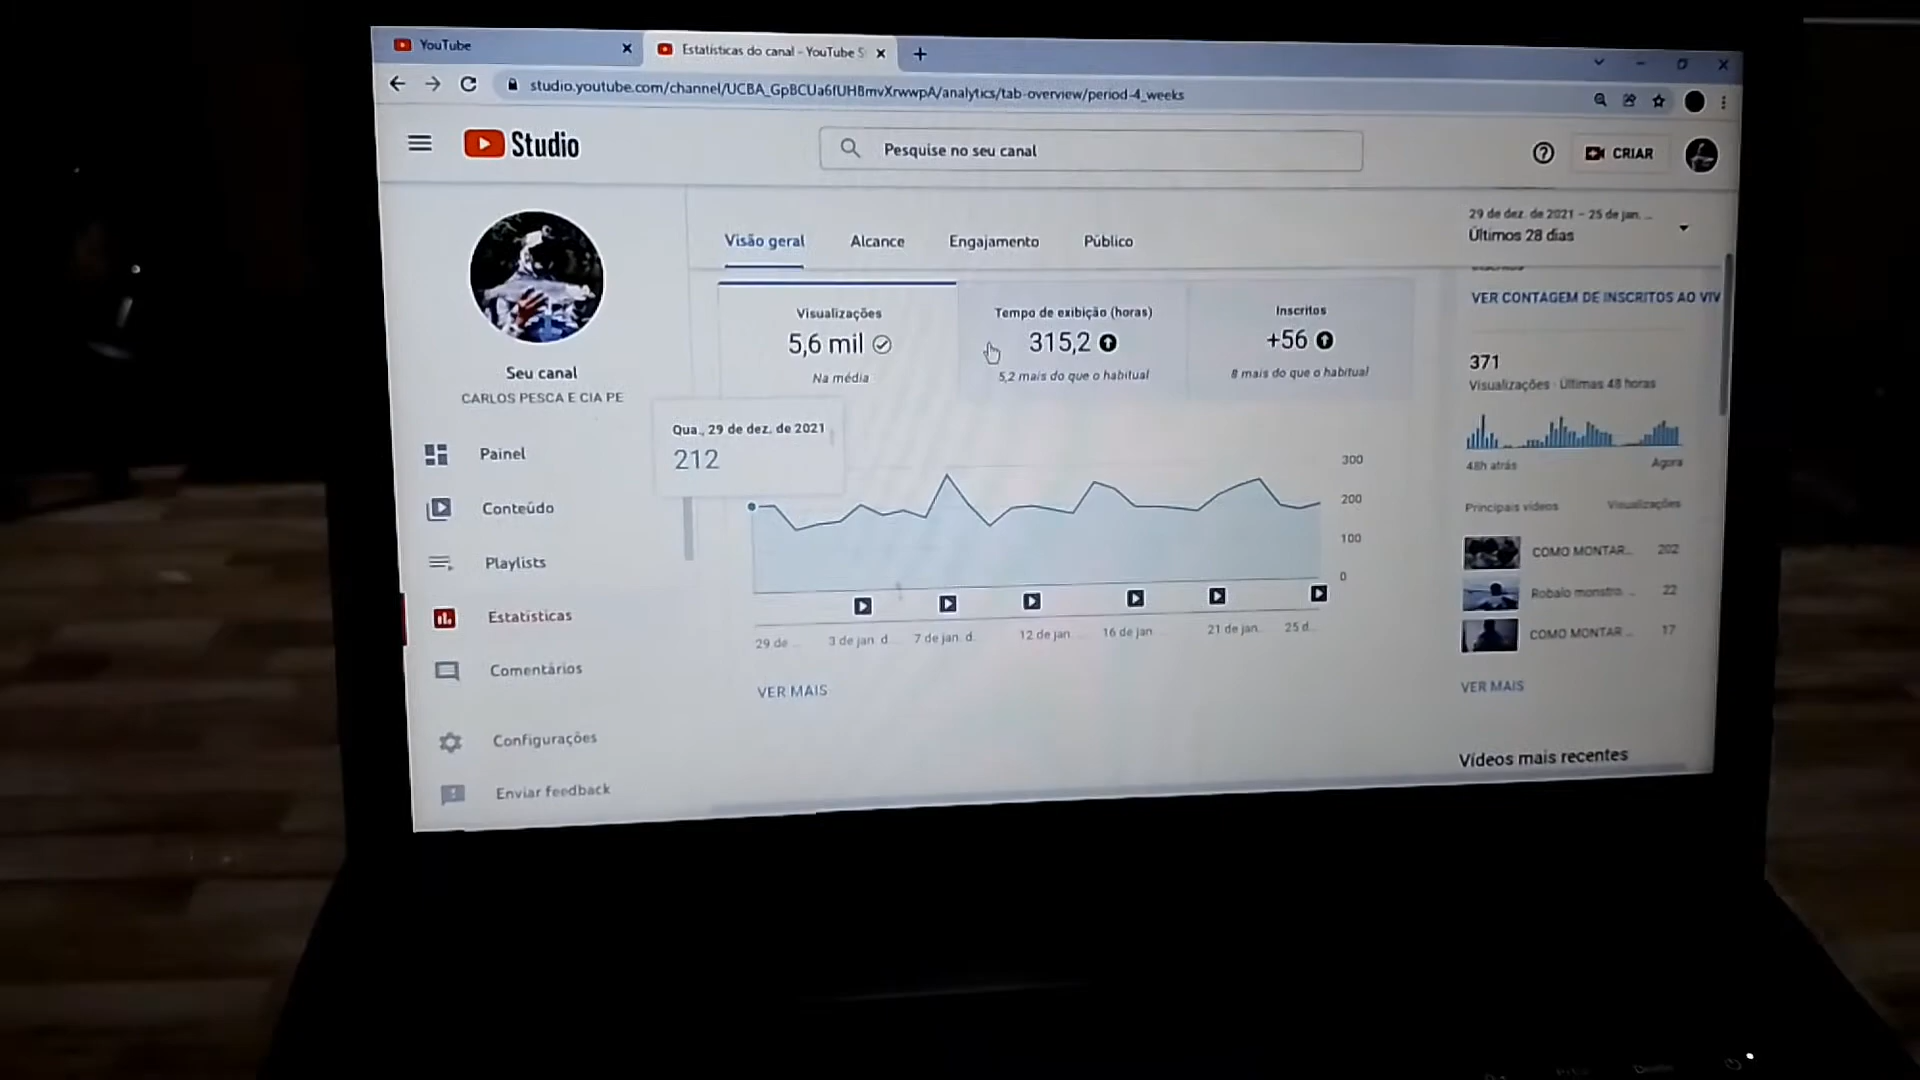 YouTube
Estatísticas do canal - YouTube S
studio.youtube.com/channel/UCBA_GpBCUa6fUHBmvXrwwpA/analytics/tab-overview/period-4_weeks
Studio
Pesquise no seu canal
CRIAR
Seu canal
CARLOS PESCA E CIA PE
Painel
Conteúdo
Playlists
Estatísticas
Comentários
Configurações
Enviar feedback
Visão geral
Alcance
Engajamento
Público
29 de dez. de 2021 – 25 de jan. ...
Últimos 28 dias
Visualizações
5,6 mil
Na média
Tempo de exibição (horas)
315,2
5,2 mais do que o habitual
Inscritos
+56
8 mais do que o habitual
Qua., 29 de dez. de 2021
212
300
200
100
0
29 de ...
3 de jan. d...
7 de jan. d...
12 de jan. ...
16 de jan. ...
21 de jan. ...
25 d...
VER MAIS
VER CONTAGEM DE INSCRITOS AO VIV
371
Visualizações · Últimas 48 horas
48h atrás
Agora
Principais vídeos
Visualizações
COMO MONTAR...
202
Robalo monstro ...
22
COMO MONTAR ...
17
VER MAIS
Vídeos mais recentes